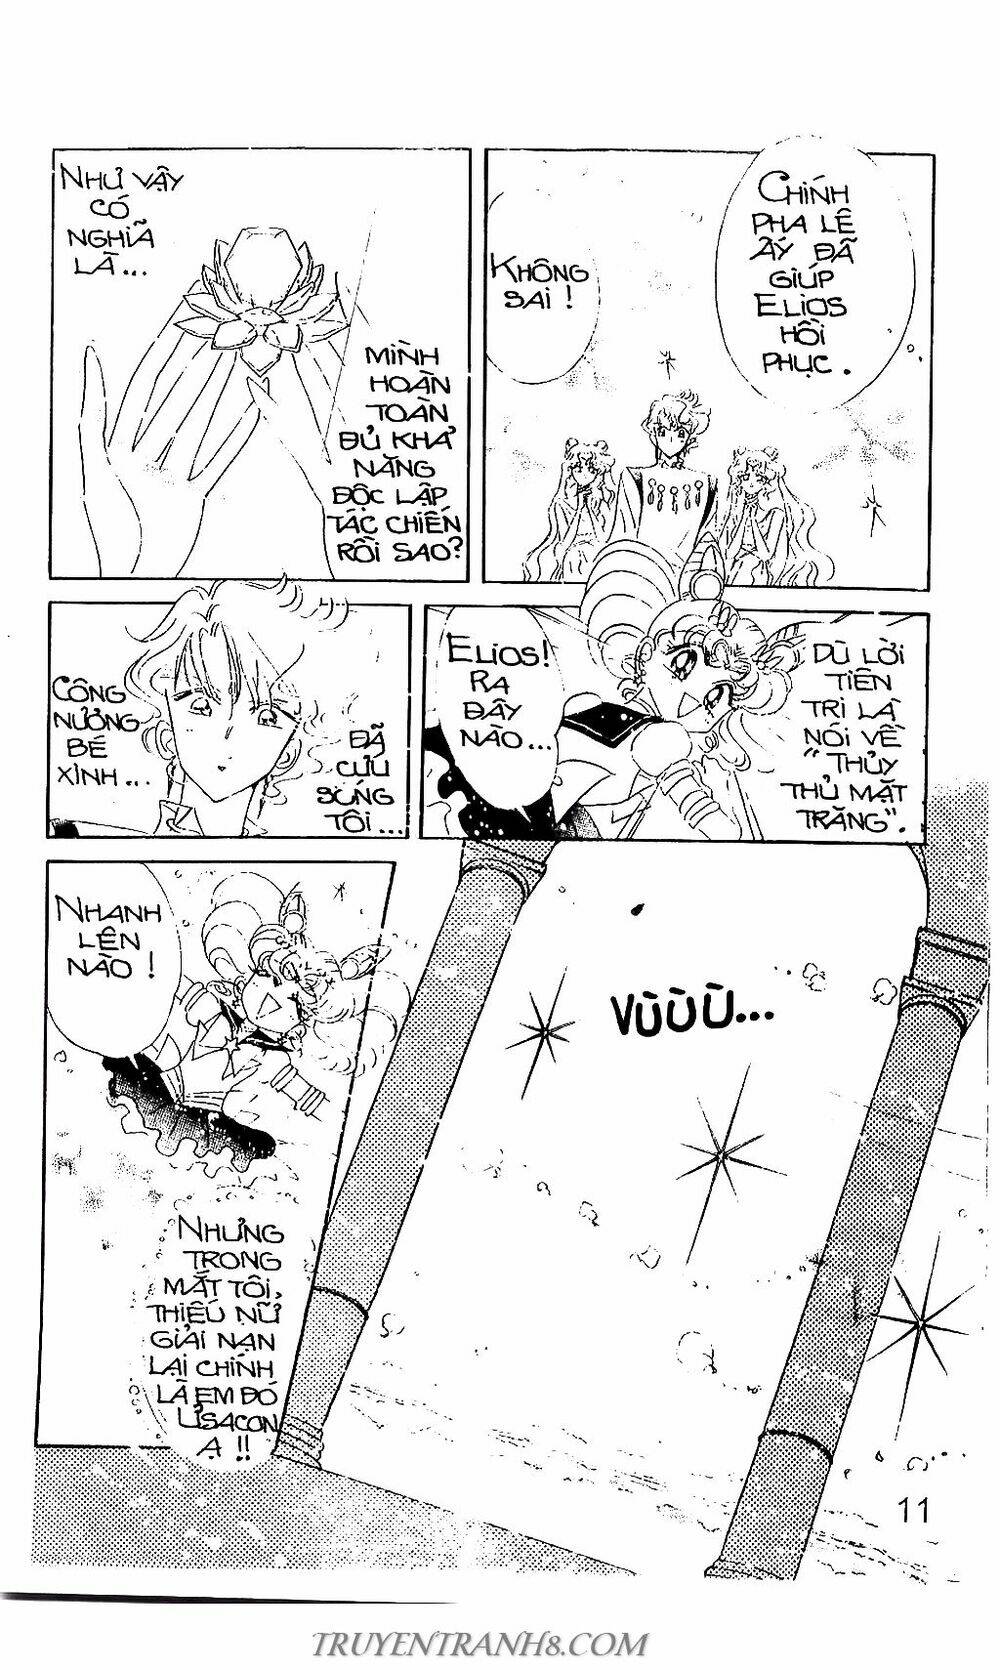 CHÍNH
PHA LÊ
ẤY ĐÃ
GIÚP
ELIOS
HỒI
PHỤC.
KHÔNG
SAI!
NHƯ VẬY
CÓ
NGHĨA
LÀ...
MÌNH
HOÀN
TOÀN
ĐỦ KHẢ
NĂNG
ĐỘC LẬP
TÁC CHIẾN
RỒI SAO?
DÙ LỜI
TIÊN
TRI LÀ
NÓI VỀ
"THỦY
THỦ MẶT
TRĂNG".
ELIOS!
RA
ĐÂY
NÀO...
ĐÃ
CỨU
SỐNG
TÔI...
CÔNG
NƯƠNG
BÉ
XINH...
NHANH
LÊN
NÀO!
NHƯNG
TRONG
MẮT TÔI,
THIẾU NỮ
GIẢI NẠN
LẠI CHÍNH
LÀ EM ĐÓ
USACON
Ạ!!
VÙÙÙ...
11
TRUYENTRANH8.COM